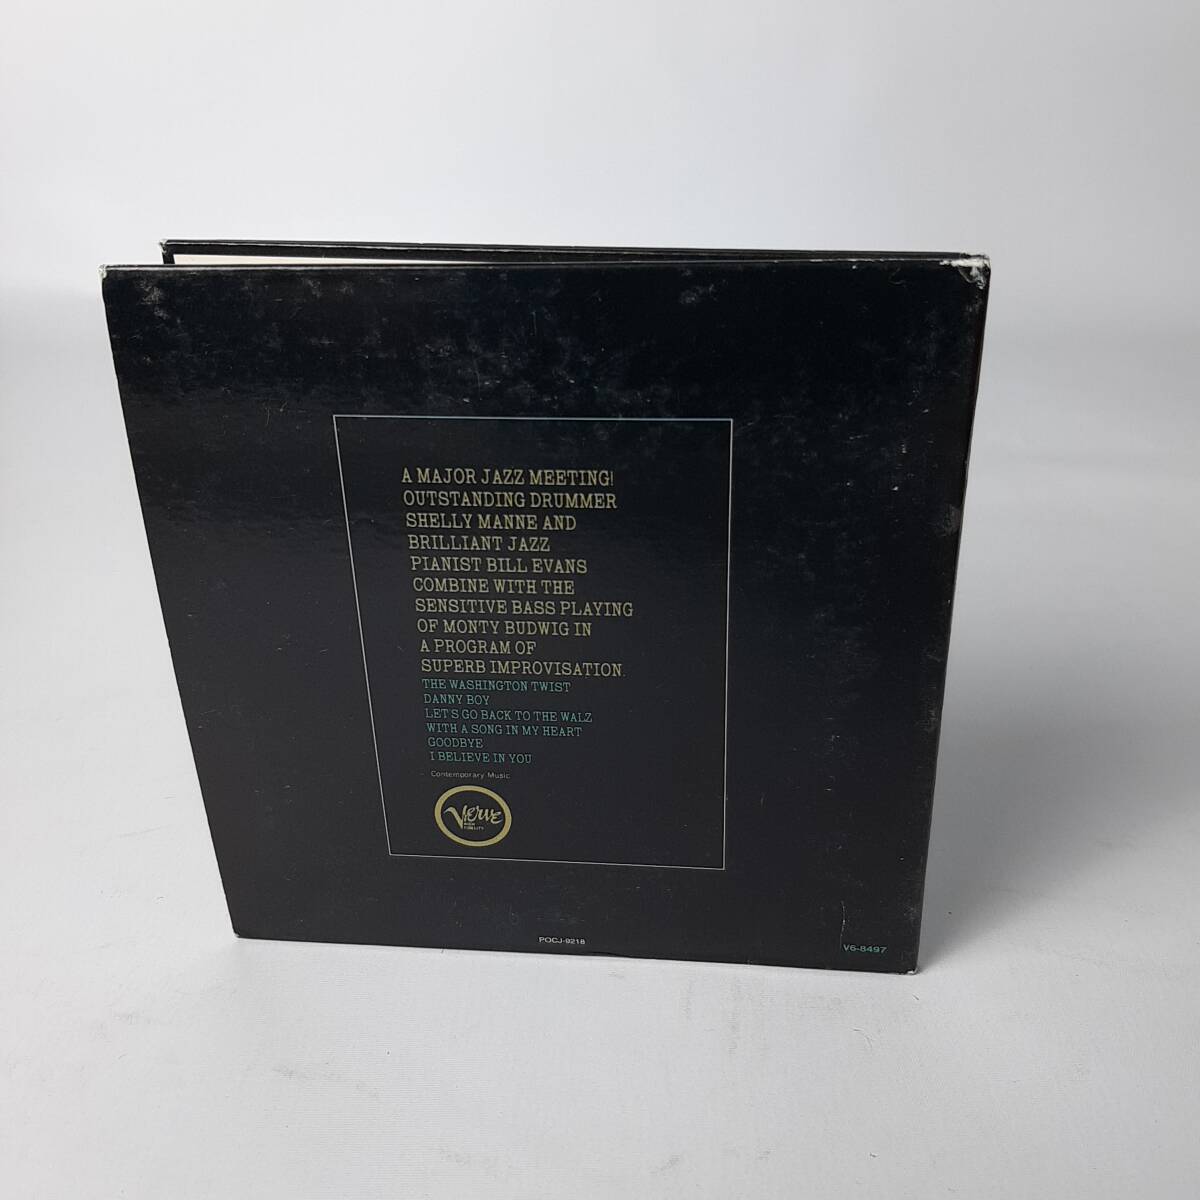 A MAJOR JAZZ MEETING!
OUTSTANDING DRUMMER
SHELLY MANNE AND
BRILLIANT JAZZ
PIANIST BILL EVANS
COMBINE WITH THE
SENSITIVE BASS PLAYING
OF MONTY BUDWIG IN
A PROGRAM OF
SUPERB IMPROVISATION.
THE WASHINGTON TWIST
DANNY BOY
LET'S GO BACK TO THE WALZ
WITH A SONG IN MY HEART
GOODBYE
I BELIEVE IN YOU
Contemporary Music
Verve
HIGH
FIDELITY
POCJ-9218
V6-8497